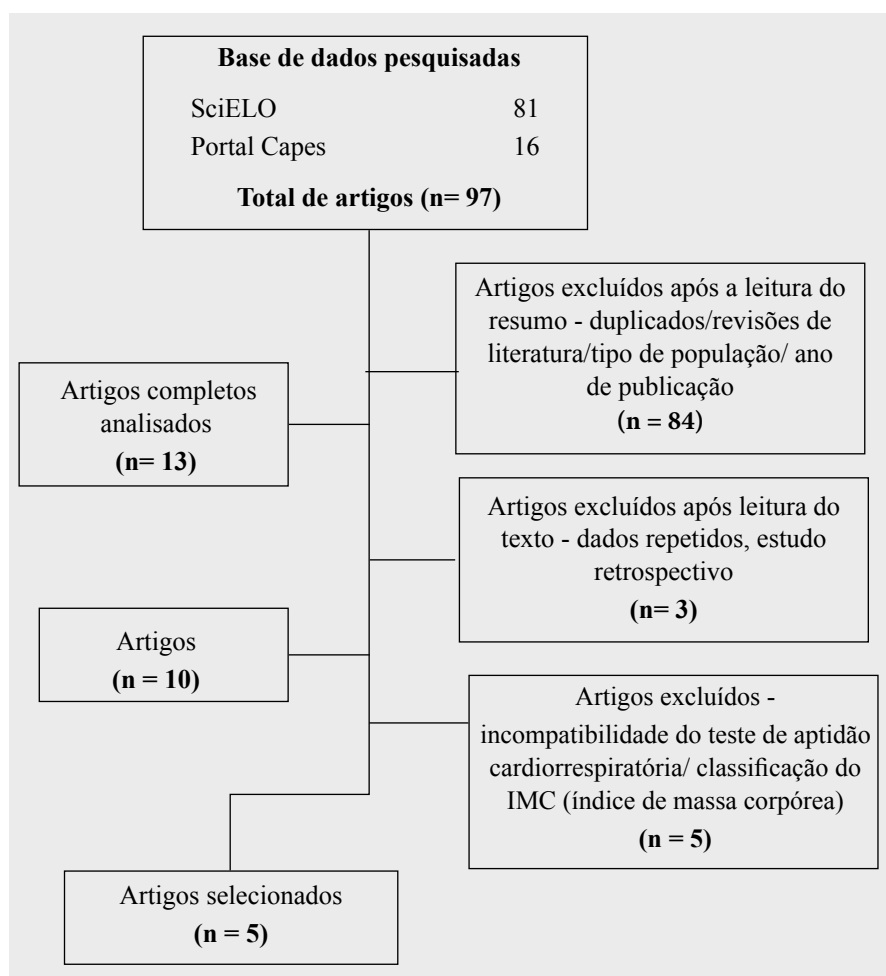 Base de dados pesquisadas
SciELO 81
Portal Capes 16
Total de artigos (n= 97)
Artigos excluídos após a leitura do
resumo - duplicados/revisões de
literatura/tipo de população/ ano
de publicação
(n = 84)
Artigos completos
analisados
(n= 13)
Artigos excluídos após leitura do
texto - dados repetidos, estudo
retrospectivo
(n= 3)
Artigos
(n = 10)
Artigos excluídos -
incompatibilidade do teste de aptidão
cardiorrespiratória/ classificação do
IMC (índice de massa corpórea)
(n = 5)
Artigos selecionados
(n = 5)